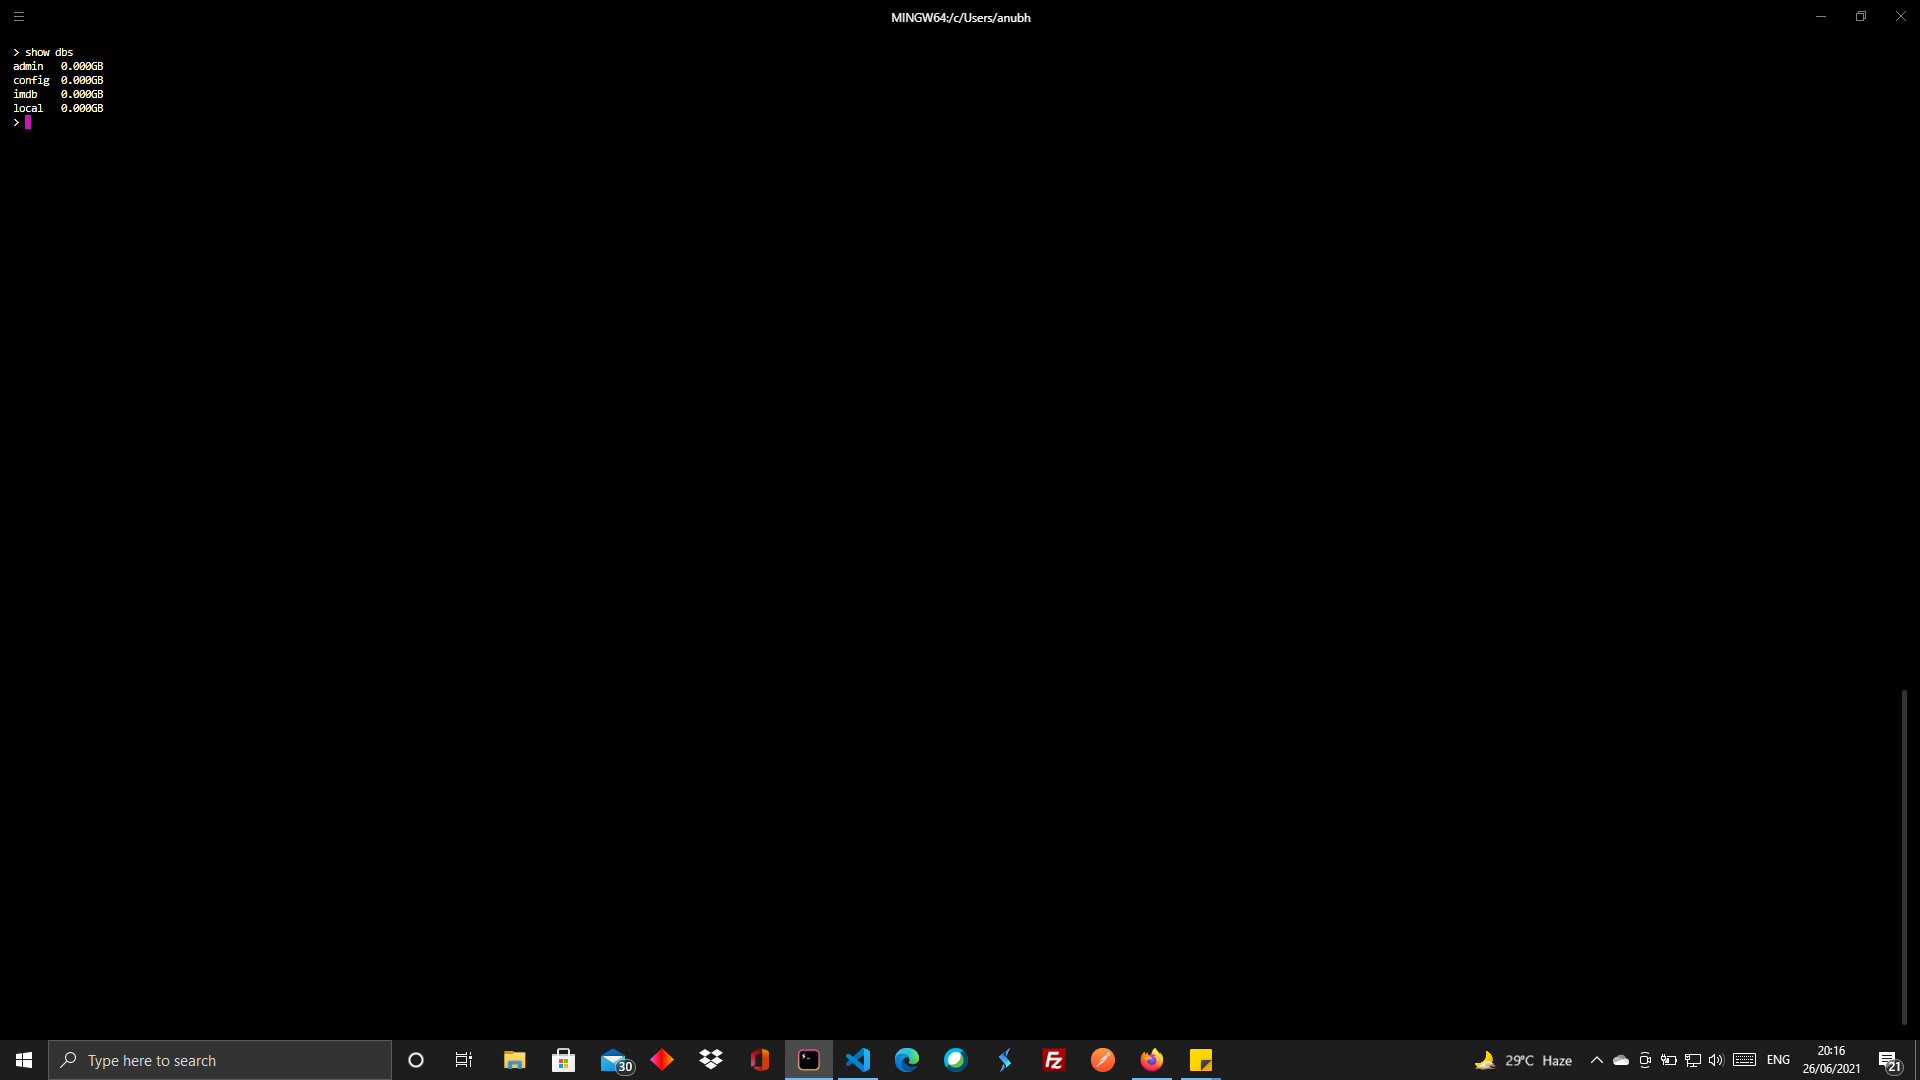 MINGW64:/c/Users/anubh
> show dbs
admin   0.000GB
config  0.000GB
imdb    0.000GB
local   0.000GB
>
Type here to search
30
Fz
29°C Haze
ENG
20:16
26/06/2021
21